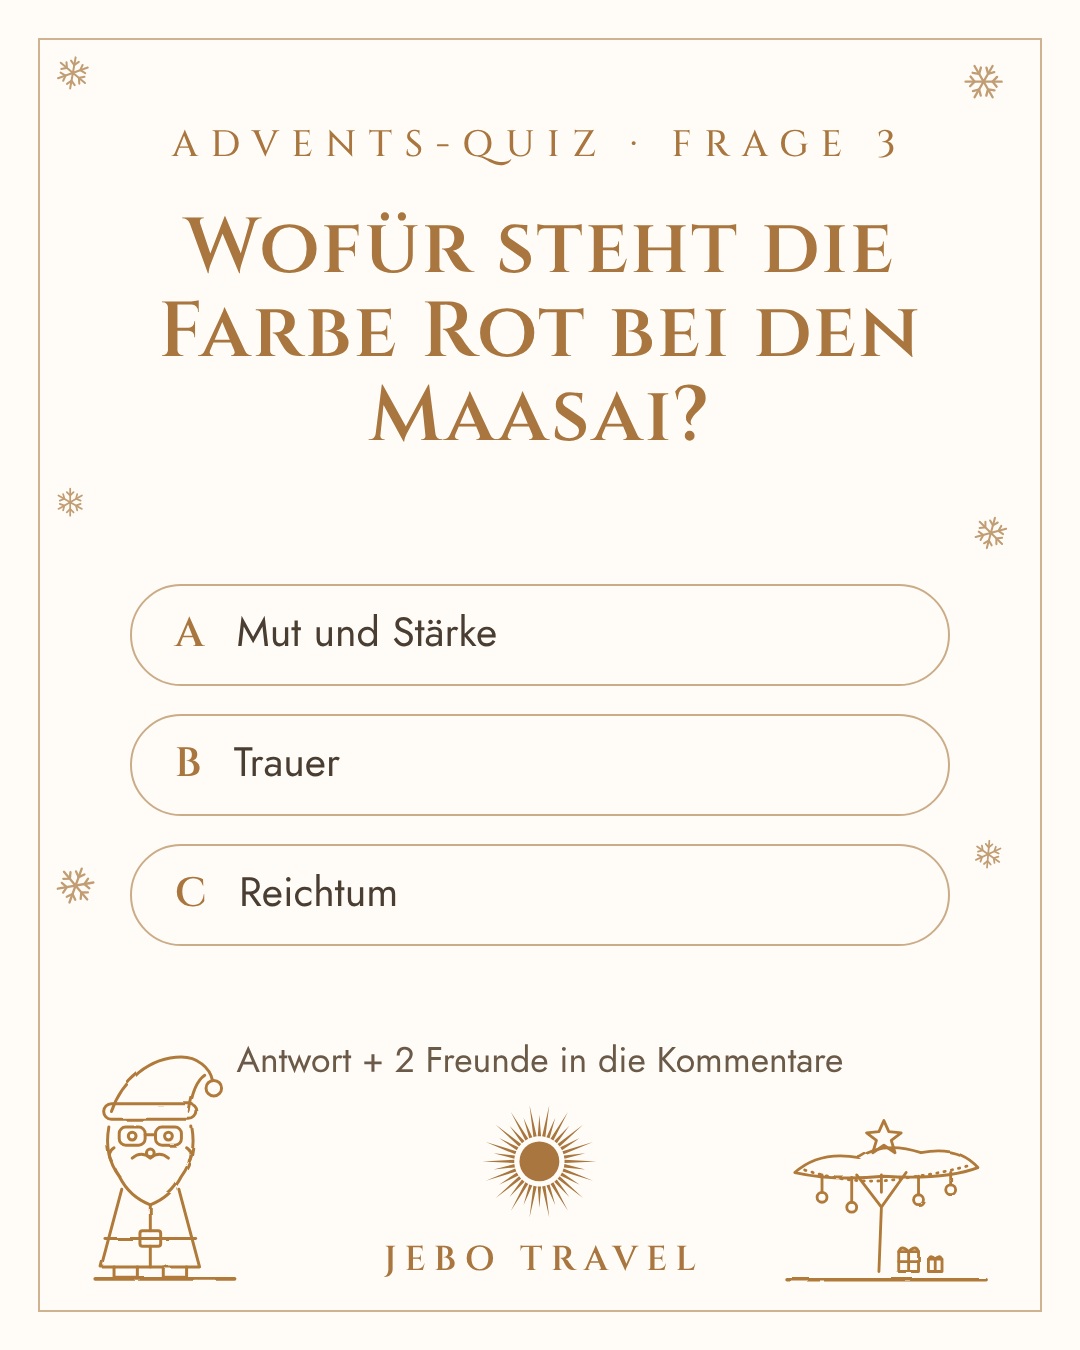 ADVENTS-QUIZ · FRAGE 3
WOFÜR STEHT DIE
FARBE ROT BEI DEN
MAASAI?
A Mut und Stärke
B Trauer
C Reichtum
Antwort + 2 Freunde in die Kommentare
JEBO TRAVEL